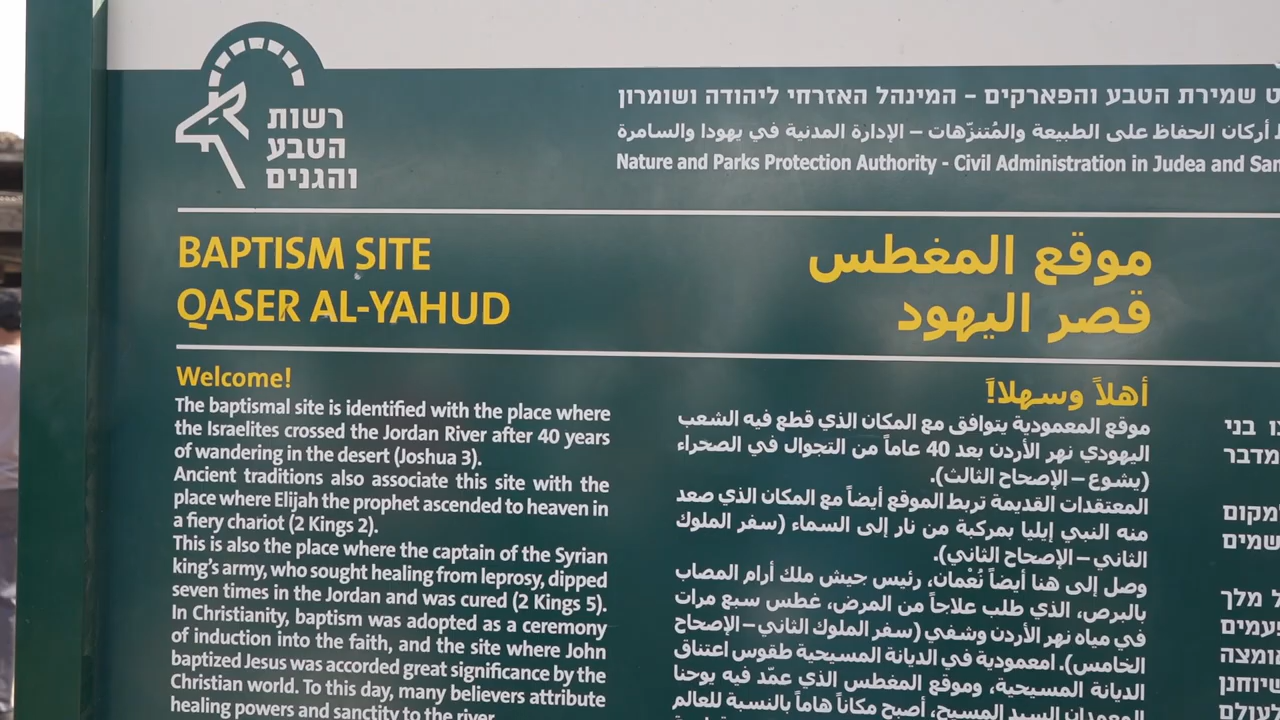 רשות
הטבע
והגנים
שמירת הטבע והפארקים – המינהל האזרחי ליהודה ושומרון
أركان الحفاظ على الطبيعة والمُتنزّهات – الإدارة المدنية في يهودا والسامرة
Nature and Parks Protection Authority - Civil Administration in Judea and
BAPTISM SITE
QASER AL-YAHUD
موقع المغطس
قصر اليهود
Welcome!
The baptismal site is identified with the place where
the Israelites crossed the Jordan River after 40 years
of wandering in the desert (Joshua 3).
Ancient traditions also associate this site with the
place where Elijah the prophet ascended to heaven in
a fiery chariot (2 Kings 2).
This is also the place where the captain of the Syrian
king's army, who sought healing from leprosy, dipped
seven times in the Jordan and was cured (2 Kings 5).
In Christianity, baptism was adopted as a ceremony
of induction into the faith, and the site where John
baptized Jesus was accorded great significance by the
Christian world. To this day, many believers attribute
healing powers and sanctity to the river.
أهلاً وسهلاً!
موقع المعمودية يتوافق مع المكان الذي قطع فيه الشعب
اليهودي نهر الأردن بعد 40 عاماً من التجوال في الصحراء
(يشوع – الإصحاح الثالث).
المعتقدات القديمة تربط الموقع أيضاً مع المكان الذي صعد
منه النبي إيليا بمركبة من نار إلى السماء (سفر الملوك
الثاني – الإصحاح الثاني).
وصل إلى هنا أيضاً نُعْمان، رئيس جيش ملك أرام المصاب
بالبرص، الذي طلب علاجاً من المرض، غطس سبع مرات
في مياه نهر الأردن وشفي (سفر الملوك الثاني – الإصحاح
الخامس). امعمودية في الديانة المسيحية طقوس اعتناق
الديانة المسيحية، وموقع المغطس الذي عمّد فيه يوحنا
المعمدان السيد المسيح، أصبح مكاناً هاماً بالنسبة للعالم
בני
מדבר
מלך